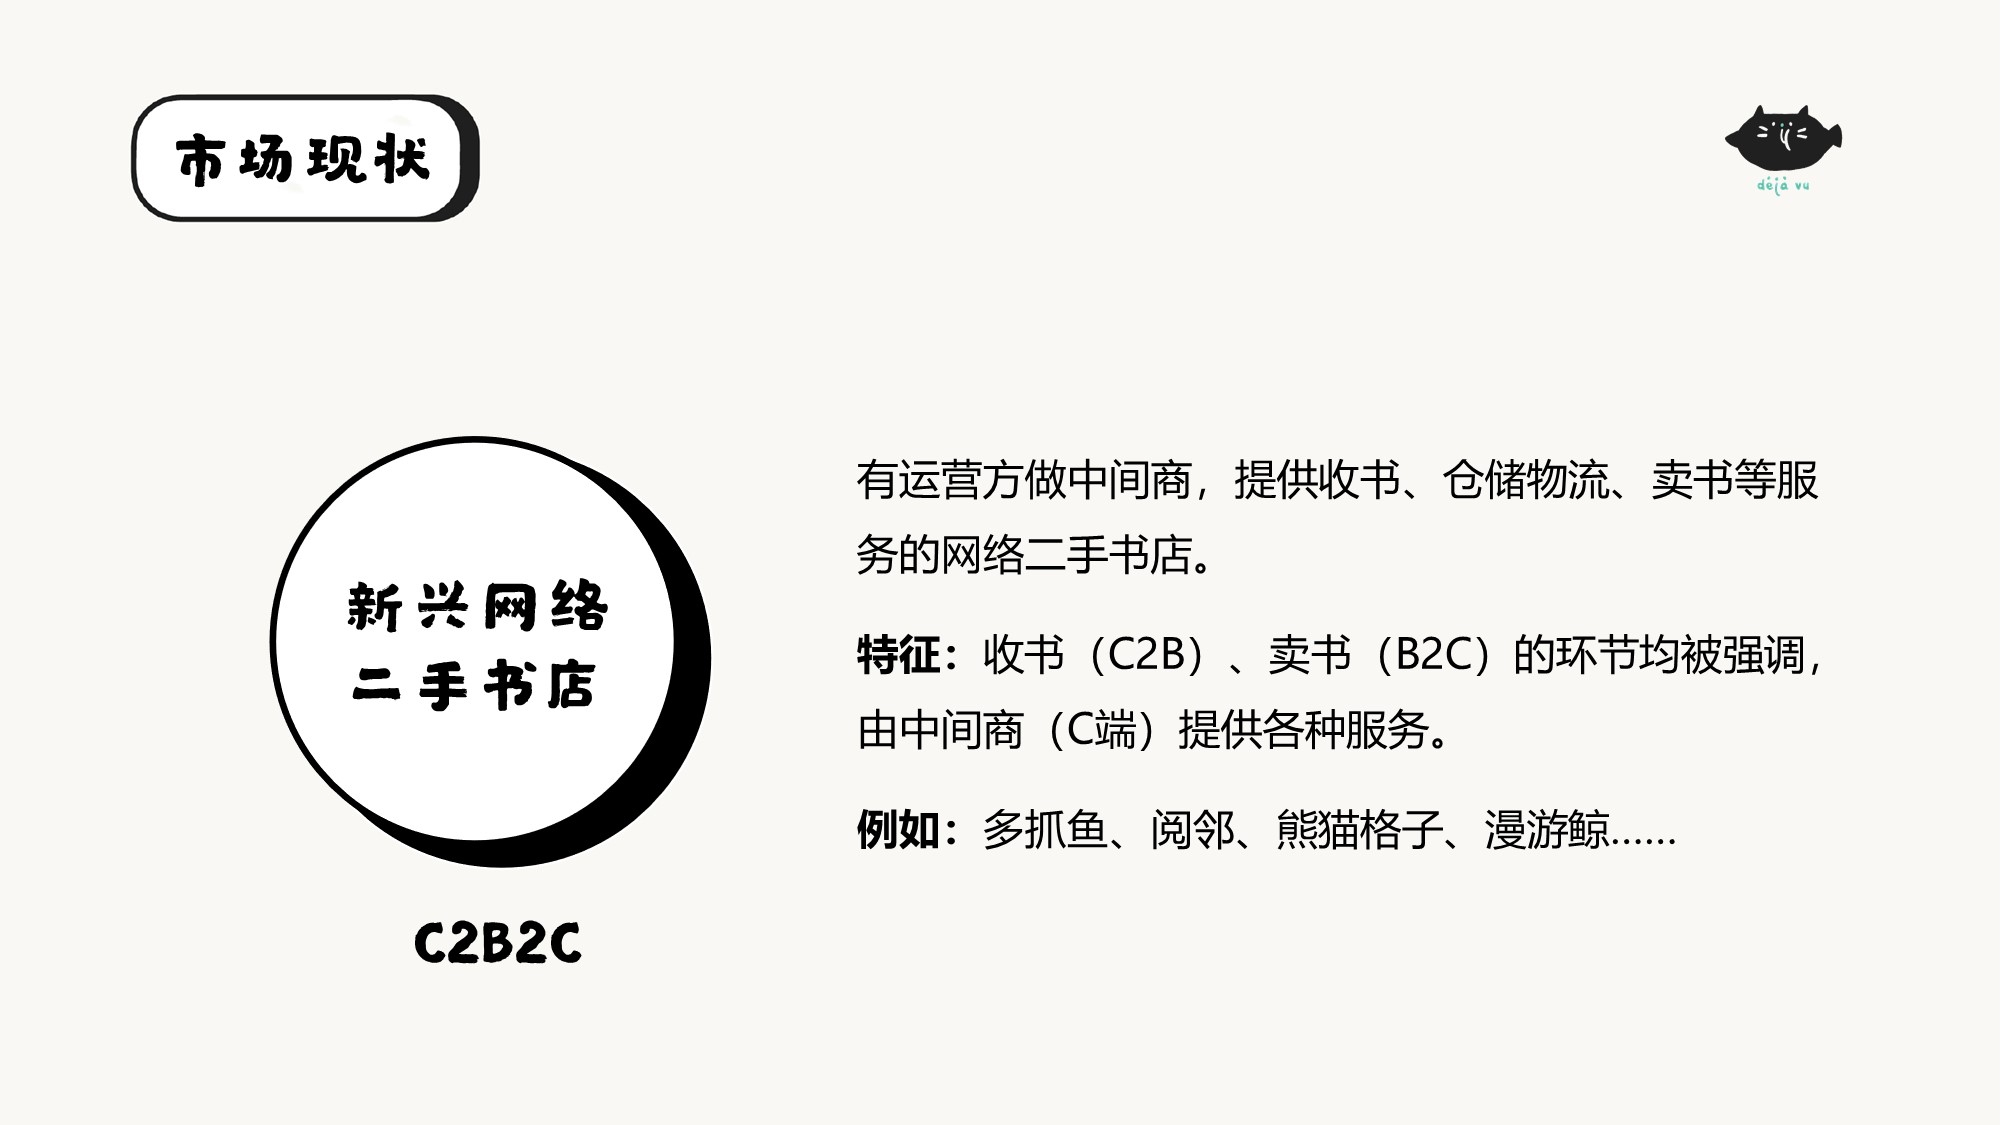 市场现状
déjà vu
新兴网络
二手书店
C2B2C
有运营方做中间商，提供收书、仓储物流、卖书等服
务的网络二手书店。
特征：收书（C2B）、卖书（B2C）的环节均被强调，
由中间商（C端）提供各种服务。
例如：多抓鱼、阅邻、熊猫格子、漫游鲸……